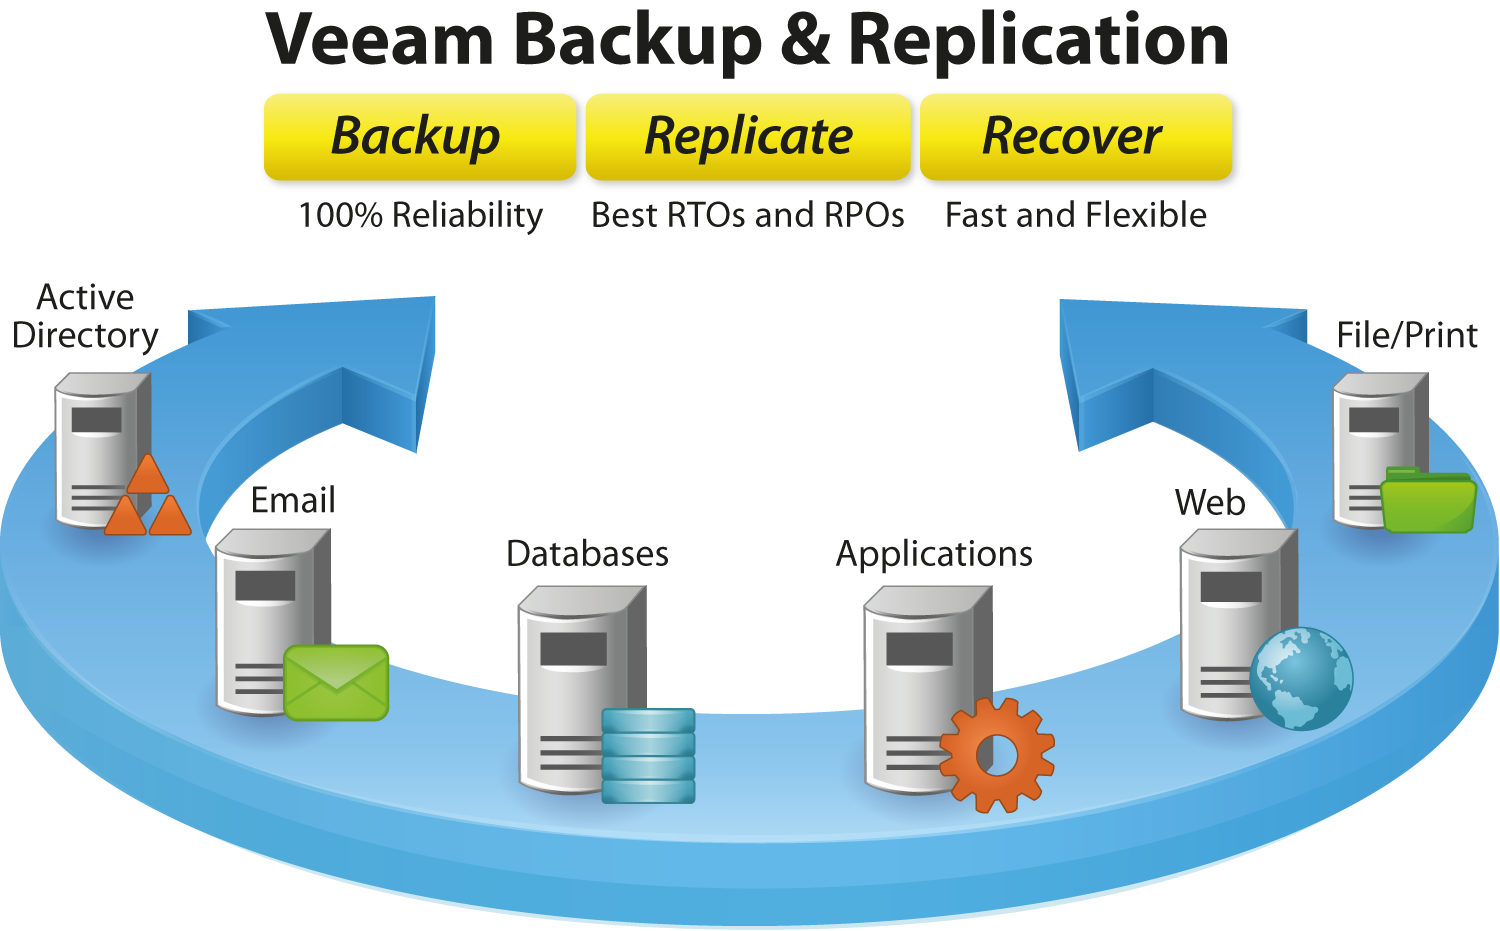 Veeam Backup & Replication
Backup
Replicate
Recover
100% Reliability
Best RTOs and RPOs
Fast and Flexible
Active
Directory
File/Print
Email
Web
Databases
Applications